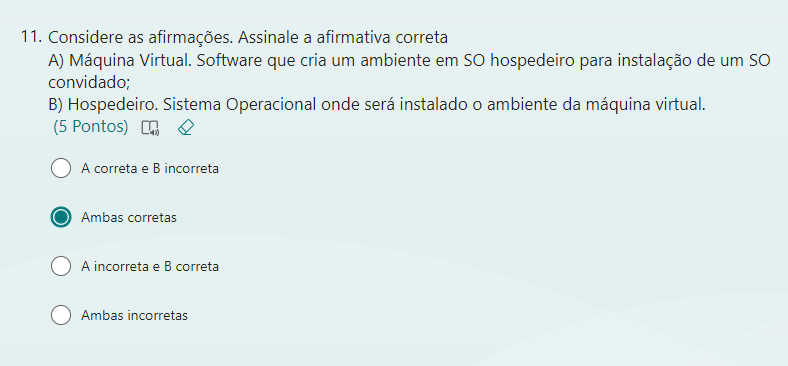 11. Considere as afirmações. Assinale a afirmativa correta
A) Máquina Virtual. Software que cria um ambiente em SO hospedeiro para instalação de um SO
convidado;
B) Hospedeiro. Sistema Operacional onde será instalado o ambiente da máquina virtual.
(5 Pontos)
A correta e B incorreta
Ambas corretas
A incorreta e B correta
Ambas incorretas